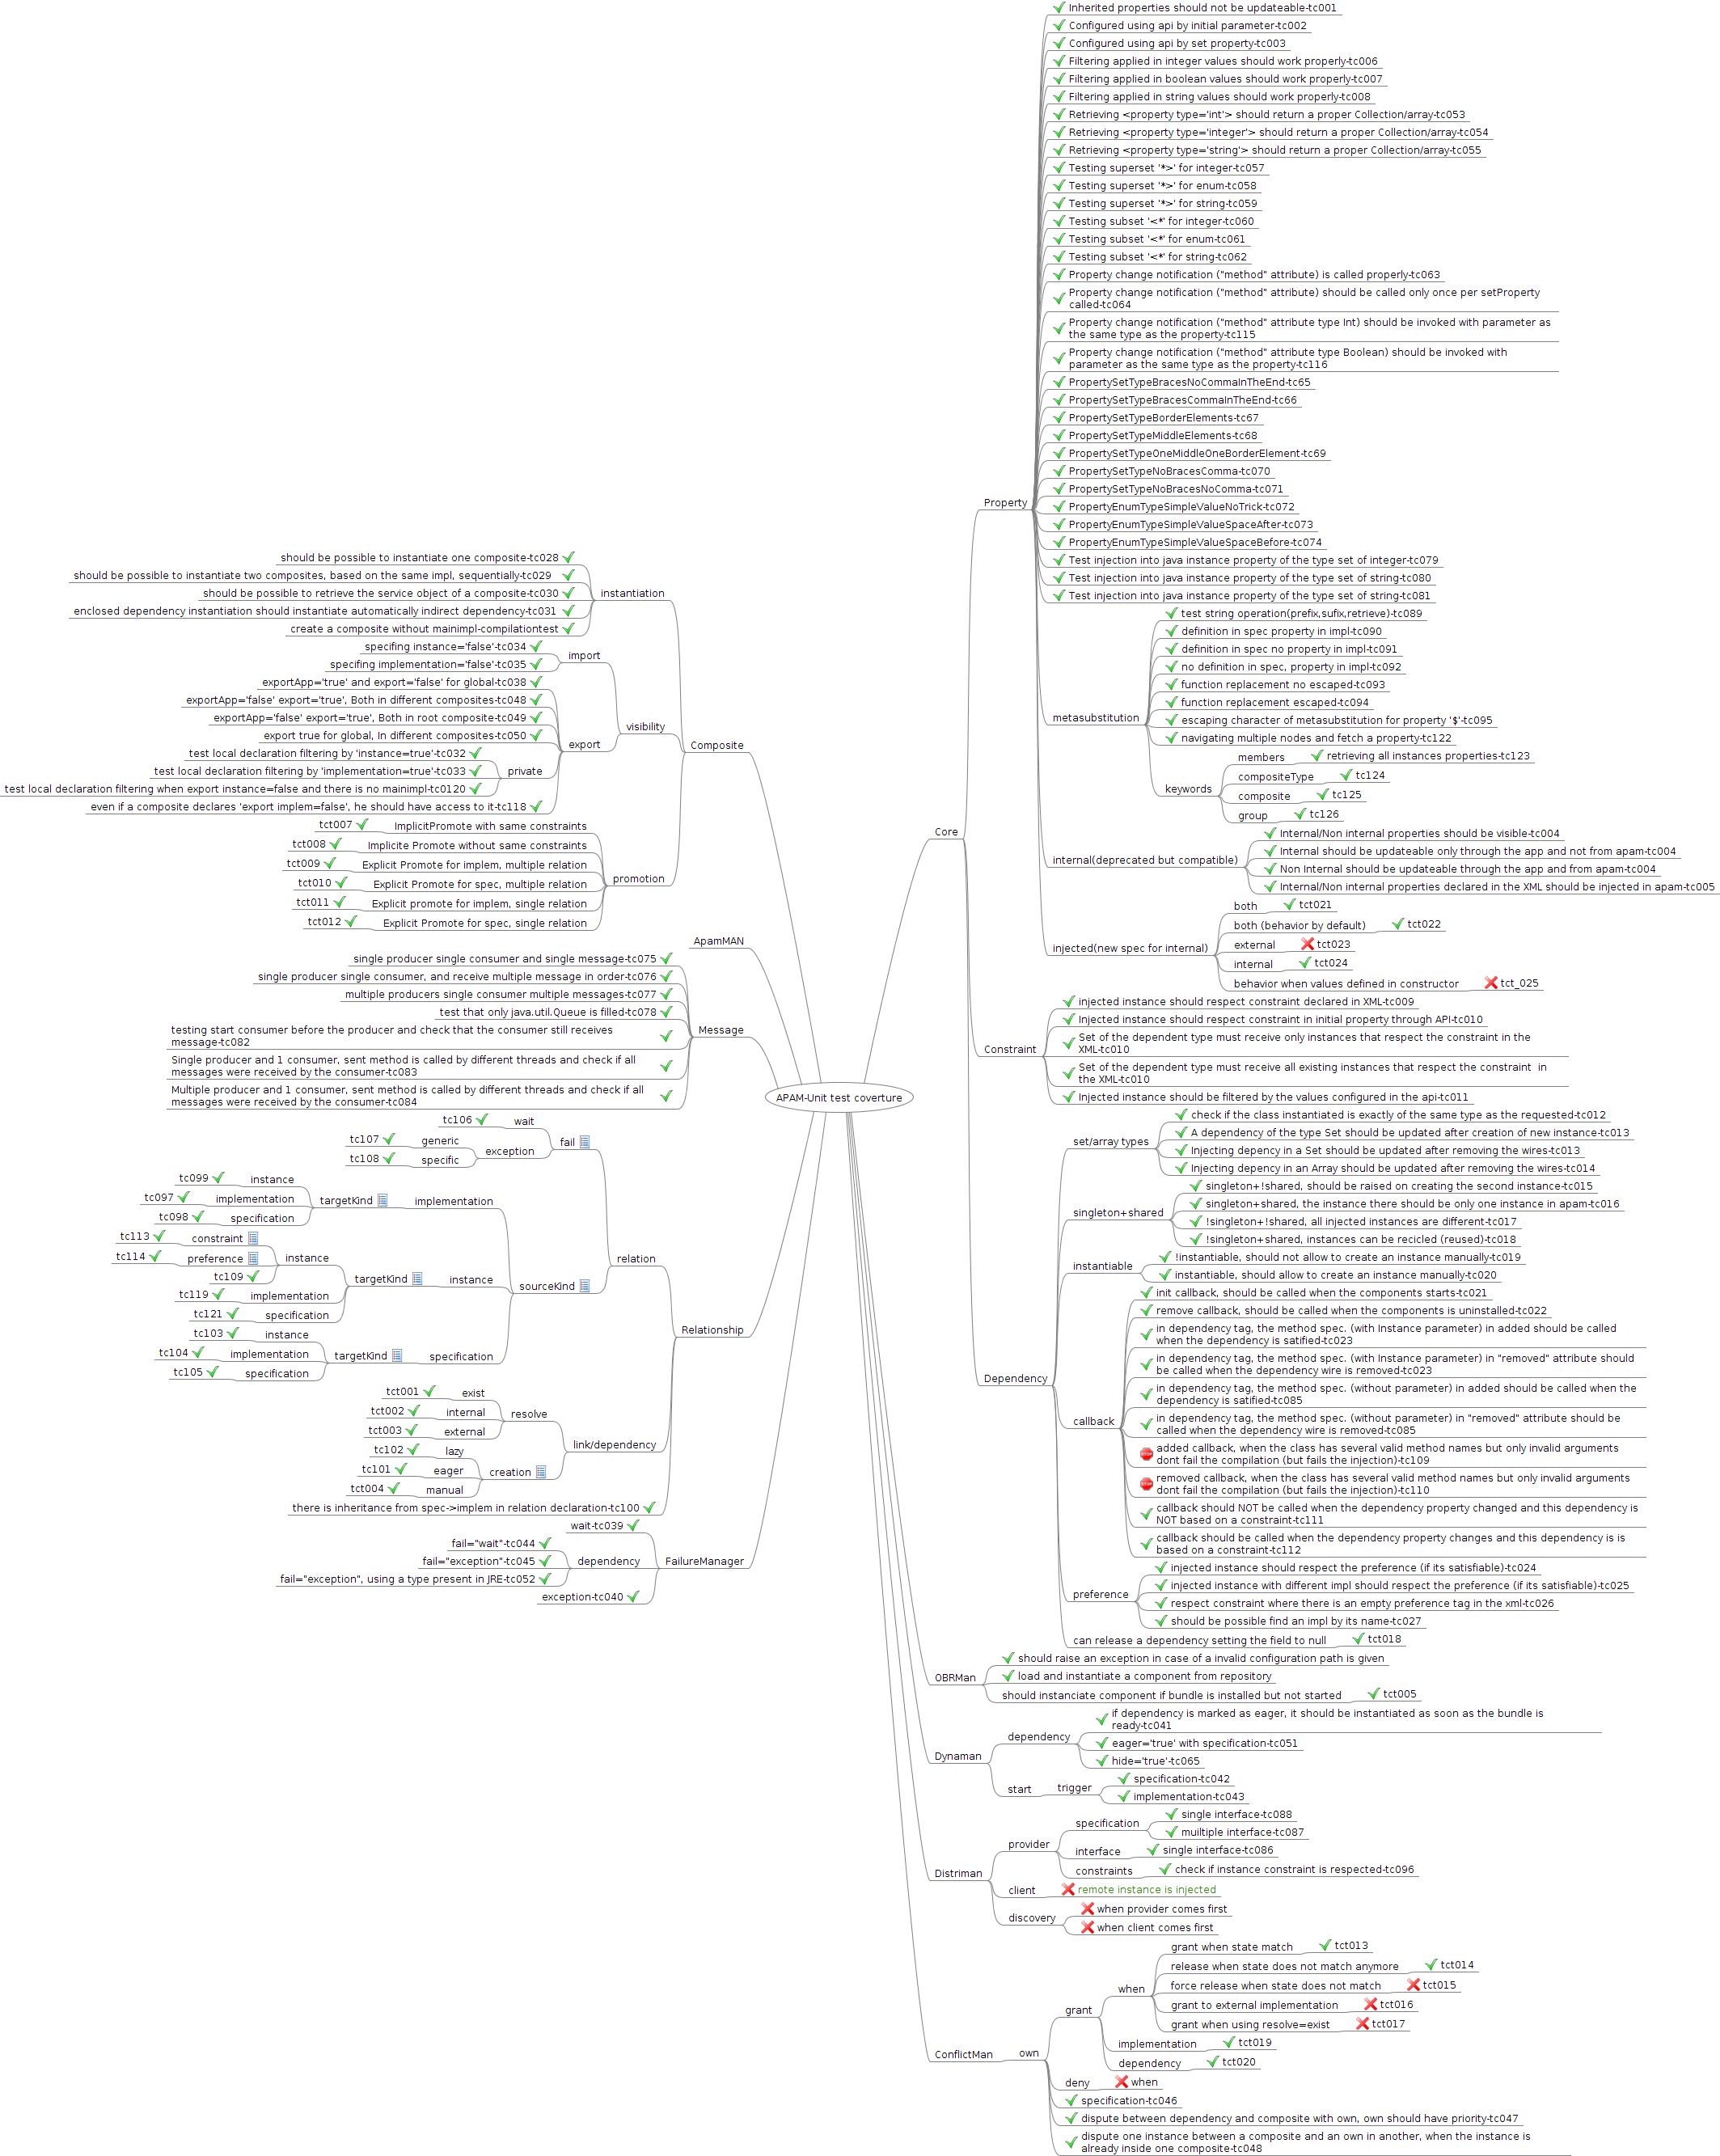 APAM-Unit test coverture
Core
Property
Inherited properties should not be updateable-tc001
Configured using api by initial parameter-tc002
Configured using api by set property-tc003
Filtering applied in integer values should work properly-tc006
Filtering applied in boolean values should work properly-tc007
Filtering applied in string values should work properly-tc008
Retrieving <property type='int'> should return a proper Collection/array-tc053
Retrieving <property type='integer'> should return a proper Collection/array-tc054
Retrieving <property type='string'> should return a proper Collection/array-tc055
Testing superset '*>' for integer-tc057
Testing superset '*>' for enum-tc058
Testing superset '*>' for string-tc059
Testing subset '<*' for integer-tc060
Testing subset '<*' for enum-tc061
Testing subset '<*' for string-tc062
Property change notification ("method" attribute) is called properly-tc063
Property change notification ("method" attribute) should be called only once per setProperty
called-tc064
Property change notification ("method" attribute type Int) should be invoked with parameter as
the same type as the property-tc115
Property change notification ("method" attribute type Boolean) should be invoked with
parameter as the same type as the property-tc116
PropertySetTypeBracesNoCommaInTheEnd-tc65
PropertySetTypeBracesCommaInTheEnd-tc66
PropertySetTypeBorderElements-tc67
PropertySetTypeMiddleElements-tc68
PropertySetTypeOneMiddleOneBorderElement-tc69
PropertySetTypeNoBracesComma-tc070
PropertySetTypeNoBracesNoComma-tc071
PropertyEnumTypeSimpleValueNoTrick-tc072
PropertyEnumTypeSimpleValueSpaceAfter-tc073
PropertyEnumTypeSimpleValueSpaceBefore-tc074
Test injection into java instance property of the type set of integer-tc079
Test injection into java instance property of the type set of string-tc080
Test injection into java instance property of the type set of string-tc081
metasubstitution
test string operation(prefix,sufix,retrieve)-tc089
definition in spec property in impl-tc090
definition in spec no property in impl-tc091
no definition in spec, property in impl-tc092
function replacement no escaped-tc093
function replacement escaped-tc094
escaping character of metasubstitution for property '$'-tc095
navigating multiple nodes and fetch a property-tc122
keywords
members
retrieving all instances properties-tc123
compositeType
tc124
composite
tc125
group
tc126
internal(deprecated but compatible)
Internal/Non internal properties should be visible-tc004
Internal should be updateable only through the app and not from apam-tc004
Non Internal should be updateable through the app and from apam-tc004
Internal/Non internal properties declared in the XML should be injected in apam-tc005
injected(new spec for internal)
both
tct021
both (behavior by default)
tct022
external
tct023
internal
tct024
behavior when values defined in constructor
tct_025
Constraint
injected instance should respect constraint declared in XML-tc009
Injected instance should respect constraint in initial property through API-tc010
Set of the dependent type must receive only instances that respect the constraint in the
XML-tc010
Set of the dependent type must receive all existing instances that respect the constraint in
the XML-tc010
Injected instance should be filtered by the values configured in the api-tc011
Dependency
set/array types
check if the class instantiated is exactly of the same type as the requested-tc012
A dependency of the type Set should be updated after creation of new instance-tc013
Injecting depency in a Set should be updated after removing the wires-tc013
Injecting depency in an Array should be updated after removing the wires-tc014
singleton+shared
singleton+!shared, should be raised on creating the second instance-tc015
singleton+shared, the instance there should be only one instance in apam-tc016
!singleton+!shared, all injected instances are different-tc017
!singleton+shared, instances can be recicled (reused)-tc018
instantiable
!instantiable, should not allow to create an instance manually-tc019
instantiable, should allow to create an instance manually-tc020
callback
init callback, should be called when the components starts-tc021
remove callback, should be called when the components is uninstalled-tc022
in dependency tag, the method spec. (with Instance parameter) in added should be called
when the dependency is satified-tc023
in dependency tag, the method spec. (with Instance parameter) in "removed" attribute should
be called when the dependency wire is removed-tc023
in dependency tag, the method spec. (without parameter) in added should be called when the
dependency is satified-tc085
in dependency tag, the method spec. (without parameter) in "removed" attribute should be
called when the dependency wire is removed-tc085
added callback, when the class has several valid method names but only invalid arguments
dont fail the compilation (but fails the injection)-tc109
removed callback, when the class has several valid method names but only invalid arguments
dont fail the compilation (but fails the injection)-tc110
callback should NOT be called when the dependency property changed and this dependency is
NOT based on a constraint-tc111
callback should be called when the dependency property changes and this dependency is is
based on a constraint-tc112
preference
injected instance should respect the preference (if its satisfiable)-tc024
injected instance with different impl should respect the preference (if its satisfiable)-tc025
respect constraint where there is an empty preference tag in the xml-tc026
should be possible find an impl by its name-tc027
can release a dependency setting the field to null
tct018
OBRMan
should raise an exception in case of a invalid configuration path is given
load and instantiate a component from repository
should instanciate component if bundle is installed but not started
tct005
Dynaman
dependency
if dependency is marked as eager, it should be instantiated as soon as the bundle is
ready-tc041
eager='true' with specification-tc051
hide='true'-tc065
start
trigger
specification-tc042
implementation-tc043
Distriman
provider
specification
single interface-tc088
muiltiple interface-tc087
interface
single interface-tc086
constraints
check if instance constraint is respected-tc096
client
remote instance is injected
discovery
when provider comes first
when client comes first
ConflictMan
own
grant
when
grant when state match
tct013
release when state does not match anymore
tct014
force release when state does not match
tct015
grant to external implementation
tct016
grant when using resolve=exist
tct017
implementation
tct019
dependency
tct020
deny
when
specification-tc046
dispute between dependency and composite with own, own should have priority-tc047
dispute one instance between a composite and an own in another, when the instance is
already inside one composite-tc048
Composite
instantiation
should be possible to instantiate one composite-tc028
should be possible to instantiate two composites, based on the same impl, sequentially-tc029
should be possible to retrieve the service object of a composite-tc030
enclosed dependency instantiation should instantiate automatically indirect dependency-tc031
create a composite without mainimpl-compilationtest
visibility
import
specifing instance='false'-tc034
specifing implementation='false'-tc035
export
exportApp='true' and export='false' for global-tc038
exportApp='false' export='true', Both in different composites-tc048
exportApp='false' export='true', Both in root composite-tc049
export true for global, In different composites-tc050
private
test local declaration filtering by 'instance=true'-tc032
test local declaration filtering by 'implementation=true'-tc033
test local declaration filtering when export instance=false and there is no mainimpl-tc0120
even if a composite declares 'export implem=false', he should have access to it-tc118
promotion
tct007
ImplicitPromote with same constraints
tct008
Implicite Promote without same constraints
tct009
Explicit Promote for implem, multiple relation
tct010
Explicit Promote for spec, multiple relation
tct011
Explicit promote for implem, single relation
tct012
Explicit Promote for spec, single relation
ApamMAN
Message
single producer single consumer and single message-tc075
single producer single consumer, and receive multiple message in order-tc076
multiple producers single consumer multiple messages-tc077
test that only java.util.Queue is filled-tc078
testing start consumer before the producer and check that the consumer still receives
message-tc082
Single producer and 1 consumer, sent method is called by different threads and check if all
messages were received by the consumer-tc083
Multiple producer and 1 consumer, sent method is called by different threads and check if all
messages were received by the consumer-tc084
Relationship
relation
fail
tc106
wait
exception
tc107
generic
tc108
specific
sourceKind
implementation
targetKind
tc099
instance
tc097
implementation
tc098
specification
instance
targetKind
instance
tc113
constraint
tc114
preference
tc109
tc119
implementation
tc121
specification
specification
targetKind
tc103
instance
tc104
implementation
tc105
specification
link/dependency
resolve
tct001
exist
tct002
internal
tct003
external
creation
tc102
lazy
tc101
eager
tct004
manual
there is inheritance from spec->implem in relation declaration-tc100
FailureManager
wait-tc039
dependency
fail="wait"-tc044
fail="exception"-tc045
fail="exception", using a type present in JRE-tc052
exception-tc040